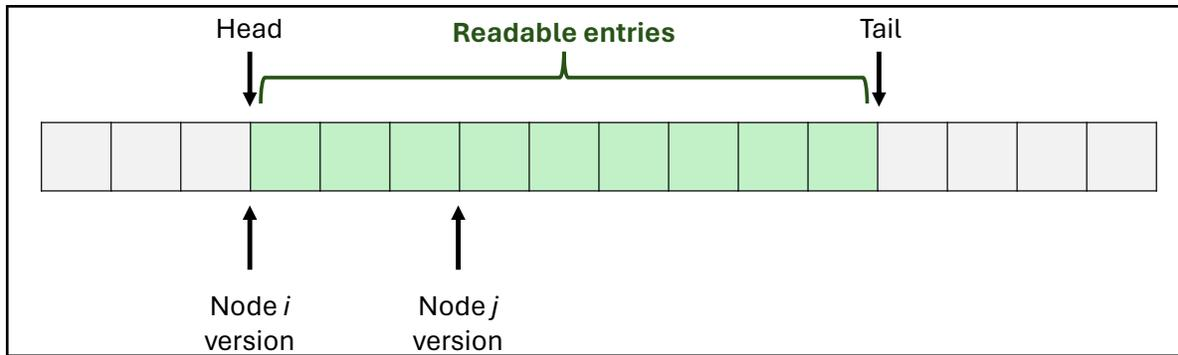 Head
Readable entries
Tail
Node i
version
Node j
version